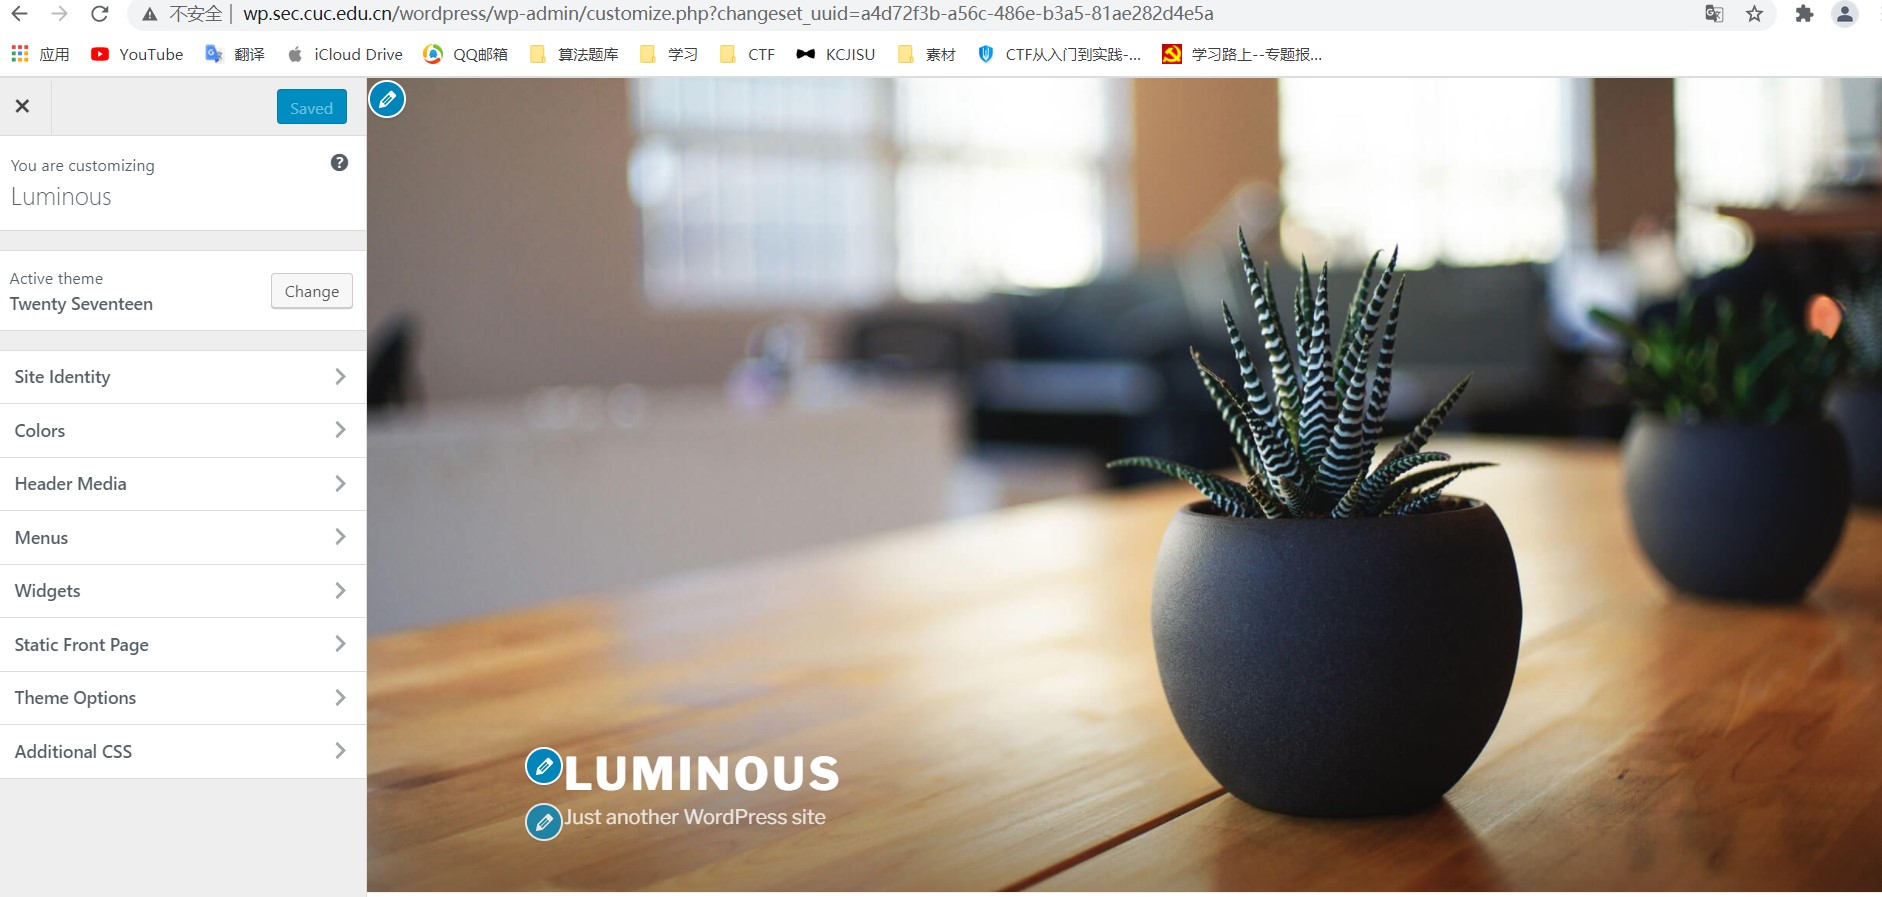 不安全 | wp.sec.cuc.edu.cn/wordpress/wp-admin/customize.php?changeset_uuid=a4d72f3b-a56c-486e-b3a5-81ae282d4e5a
应用 YouTube 翻译 iCloud Drive QQ邮箱 算法题库 学习 CTF KCJISU 素材 CTF从入门到实践-... 学习路上--专题报...
Saved
You are customizing
Luminous
Active theme
Twenty Seventeen
Change
Site Identity
Colors
Header Media
Menus
Widgets
Static Front Page
Theme Options
Additional CSS
LUMINOUS
Just another WordPress site